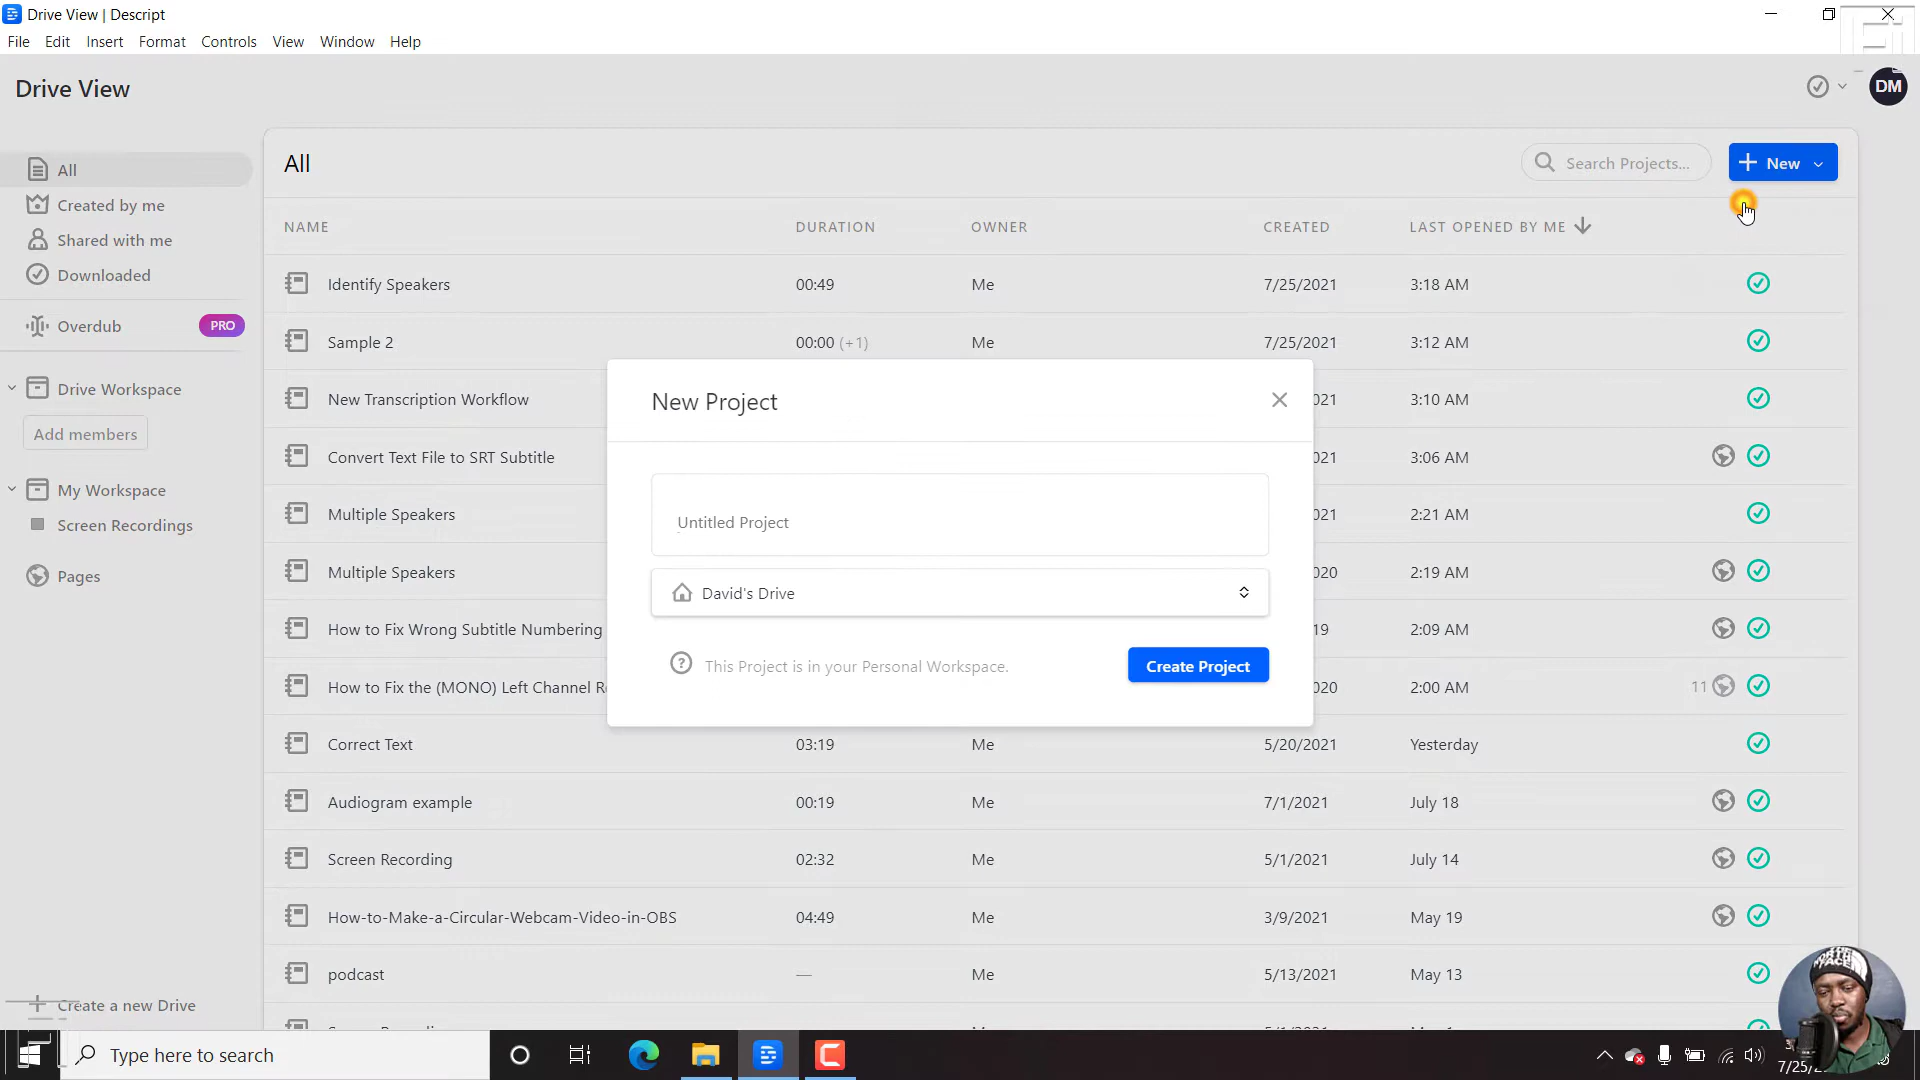 Drive View | Descript
File Edit Insert Format Controls View Window Help
Drive View
DM
All
Created by me
Shared with me
Downloaded
Overdub PRO
Drive Workspace
Add members
My Workspace
Screen Recordings
Pages
Create a new Drive
All
Search Projects...
New
NAME DURATION OWNER CREATED LAST OPENED BY ME
Identify Speakers 00:49 Me 7/25/2021 3:18 AM
Sample 2 00:00 (+1) Me 7/25/2021 3:12 AM
New Transcription Workflow 021 3:10 AM
Convert Text File to SRT Subtitle 021 3:06 AM
Multiple Speakers 021 2:21 AM
Multiple Speakers 020 2:19 AM
How to Fix Wrong Subtitle Numbering 19 2:09 AM
How to Fix the (MONO) Left Channel R 020 2:00 AM 11
Correct Text 03:19 Me 5/20/2021 Yesterday
Audiogram example 00:19 Me 7/1/2021 July 18
Screen Recording 02:32 Me 5/1/2021 July 14
How-to-Make-a-Circular-Webcam-Video-in-OBS 04:49 Me 3/9/2021 May 19
podcast — Me 5/13/2021 May 13
New Project
Untitled Project
David's Drive
This Project is in your Personal Workspace.
Create Project
Type here to search
7/25/